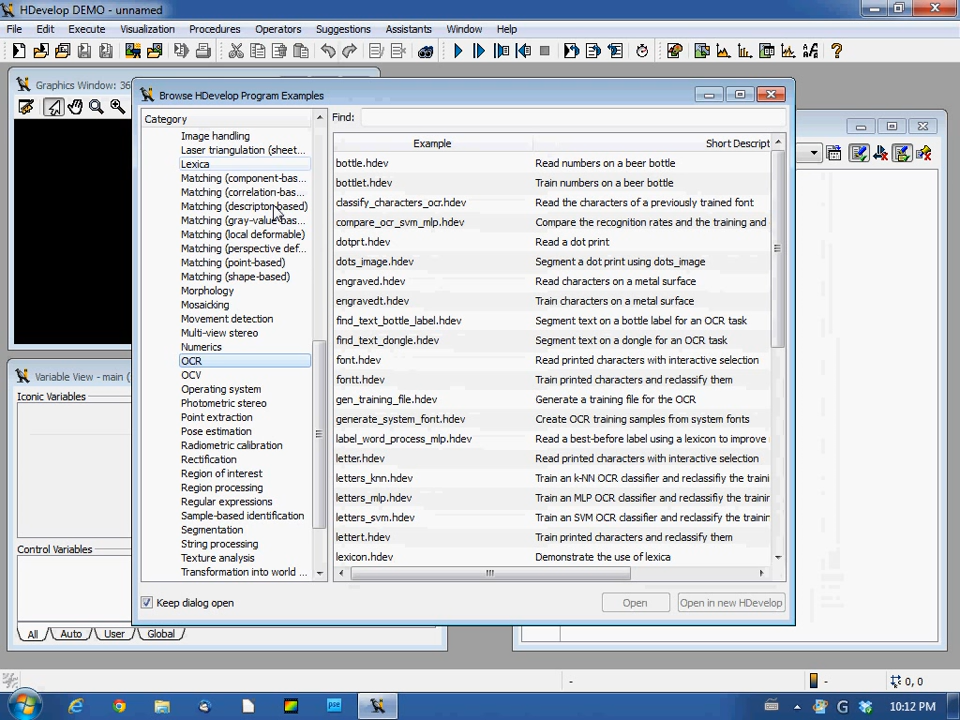 HDevelop DEMO - unnamed
File Edit Execute Visualization Procedures Operators Suggestions Assistants Window Help
Graphics Window: 36
Browse HDevelop Program Examples
Category
Find:
Image handling
Laser triangulation (sheet...
Lexica
Matching (component-bas...
Matching (correlation-bas...
Matching (descriptor-based)
Matching (gray-value-bas...
Matching (local deformable)
Matching (perspective def...
Matching (point-based)
Matching (shape-based)
Morphology
Mosaicking
Movement detection
Multi-view stereo
Numerics
OCR
OCV
Operating system
Photometric stereo
Point extraction
Pose estimation
Radiometric calibration
Rectification
Region of interest
Region processing
Regular expressions
Sample-based identification
Segmentation
String processing
Texture analysis
Transformation into world ...
Example Short Descript
bottle.hdev Read numbers on a beer bottle
bottlet.hdev Train numbers on a beer bottle
classify_characters_ocr.hdev Read the characters of a previously trained font
compare_ocr_svm_mlp.hdev Compare the recognition rates and the training and
dotprt.hdev Read a dot print
dots_image.hdev Segment a dot print using dots_image
engraved.hdev Read characters on a metal surface
engravedt.hdev Train characters on a metal surface
find_text_bottle_label.hdev Segment text on a bottle label for an OCR task
find_text_dongle.hdev Segment text on a dongle for an OCR task
font.hdev Read printed characters with interactive selection
fontt.hdev Train printed characters and reclassify them
gen_training_file.hdev Generate a training file for the OCR
generate_system_font.hdev Create OCR training samples from system fonts
label_word_process_mlp.hdev Read a best-before label using a lexicon to improve
letter.hdev Read printed characters with interactive selection
letters_knn.hdev Train an k-NN OCR classifier and reclassify the traini
letters_mlp.hdev Train an MLP OCR classifier and reclassify the trainin
letters_svm.hdev Train an SVM OCR classifier and reclassify the traini
lettert.hdev Train printed characters and reclassify them
lexicon.hdev Demonstrate the use of lexica
Keep dialog open
Open
Open in new HDevelop
Variable View - main (
Iconic Variables
Control Variables
All Auto User Global
-
-
0, 0
pse
10:12 PM